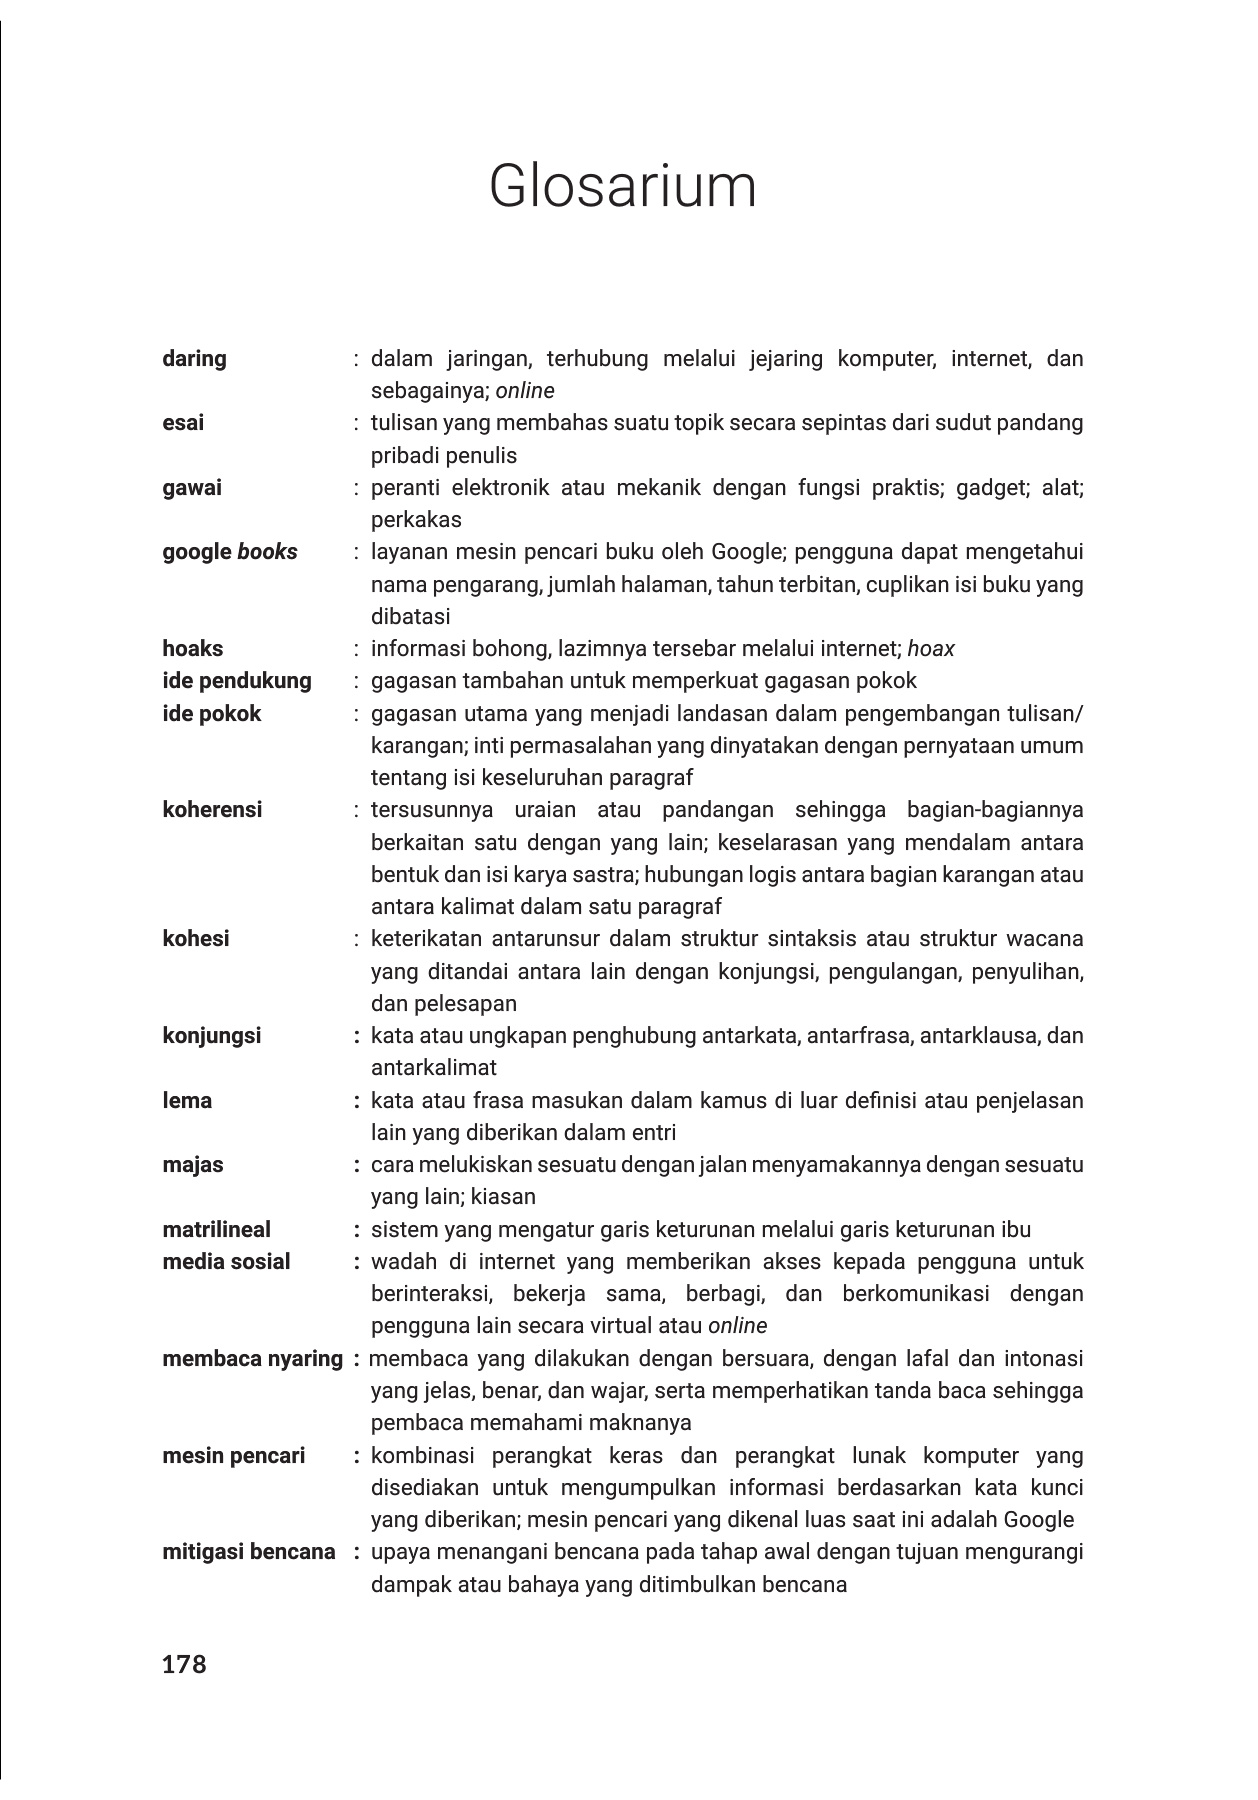 Glosarium
daring : dalam jaringan, terhubung melalui jejaring komputer, internet, dan
sebagainya; online
esai : tulisan yang membahas suatu topik secara sepintas dari sudut pandang
pribadi penulis
gawai : peranti elektronik atau mekanik dengan fungsi praktis; gadget; alat;
perkakas
google books : layanan mesin pencari buku oleh Google; pengguna dapat mengetahui
nama pengarang, jumlah halaman, tahun terbitan, cuplikan isi buku yang
dibatasi
hoaks : informasi bohong, lazimnya tersebar melalui internet; hoax
ide pendukung : gagasan tambahan untuk memperkuat gagasan pokok
ide pokok : gagasan utama yang menjadi landasan dalam pengembangan tulisan/
karangan; inti permasalahan yang dinyatakan dengan pernyataan umum
tentang isi keseluruhan paragraf
koherensi : tersusunnya uraian atau pandangan sehingga bagian-bagiannya
berkaitan satu dengan yang lain; keselarasan yang mendalam antara
bentuk dan isi karya sastra; hubungan logis antara bagian karangan atau
antara kalimat dalam satu paragraf
kohesi : keterikatan antarunsur dalam struktur sintaksis atau struktur wacana
yang ditandai antara lain dengan konjungsi, pengulangan, penyulihan,
dan pelesapan
konjungsi : kata atau ungkapan penghubung antarkata, antarfrasa, antarklausa, dan
antarkalimat
lema : kata atau frasa masukan dalam kamus di luar definisi atau penjelasan
lain yang diberikan dalam entri
majas : cara melukiskan sesuatu dengan jalan menyamakannya dengan sesuatu
yang lain; kiasan
matrilineal : sistem yang mengatur garis keturunan melalui garis keturunan ibu
media sosial : wadah di internet yang memberikan akses kepada pengguna untuk
berinteraksi, bekerja sama, berbagi, dan berkomunikasi dengan
pengguna lain secara virtual atau online
membaca nyaring : membaca yang dilakukan dengan bersuara, dengan lafal dan intonasi
yang jelas, benar, dan wajar, serta memperhatikan tanda baca sehingga
pembaca memahami maknanya
mesin pencari : kombinasi perangkat keras dan perangkat lunak komputer yang
disediakan untuk mengumpulkan informasi berdasarkan kata kunci
yang diberikan; mesin pencari yang dikenal luas saat ini adalah Google
mitigasi bencana : upaya menangani bencana pada tahap awal dengan tujuan mengurangi
dampak atau bahaya yang ditimbulkan bencana
178